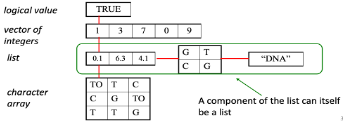 logical value TRUE
vector of integers 1 3 7 0 9
list 0.1 6.3 4.1 G T C C "DNA"
character array TO T C
C G TO
T T G
A component of the list can itself be a list